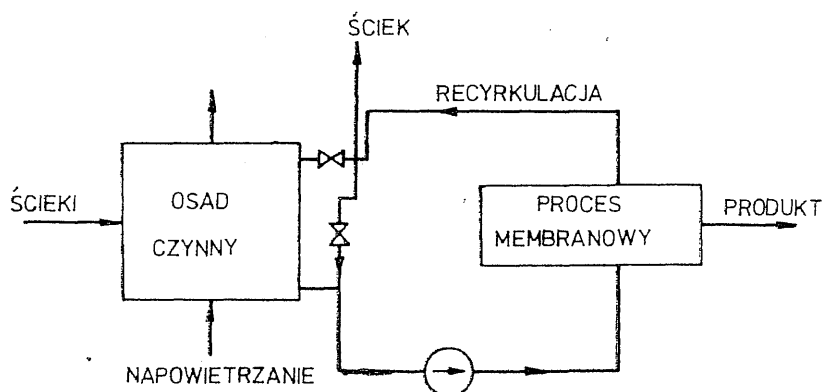 ŚCIEK
RECYRKULACJA
ŚCIEKI
OSAD
CZYNNY
PROCES
MEMBRANOWY
PRODUKT
NAPOWIETRZANIE